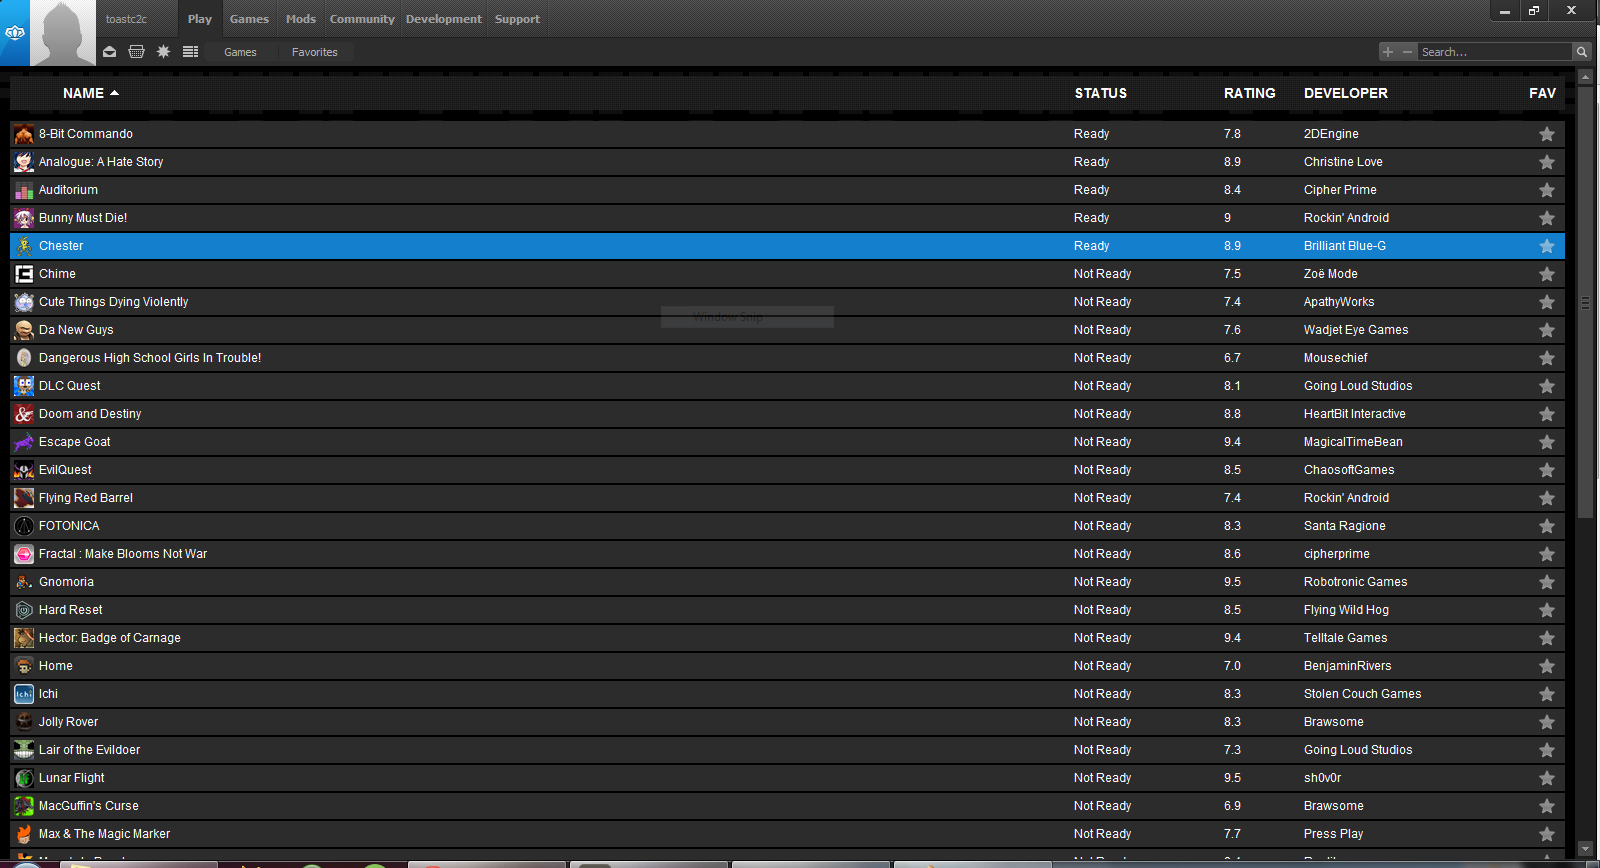 toastc2c Play Games Mods Community Development Support
Games Favorites Search...
NAME STATUS RATING DEVELOPER FAV
8-Bit Commando Ready 7.8 2DEngine
Analogue: A Hate Story Ready 8.9 Christine Love
Auditorium Ready 8.4 Cipher Prime
Bunny Must Die! Ready 9 Rockin' Android
Chester Ready 8.9 Brilliant Blue-G
Chime Not Ready 7.5 Zoë Mode
Cute Things Dying Violently Not Ready 7.4 ApathyWorks
Window Snip
Da New Guys Not Ready 7.6 Wadjet Eye Games
Dangerous High School Girls In Trouble! Not Ready 6.7 Mousechief
DLC Quest Not Ready 8.1 Going Loud Studios
Doom and Destiny Not Ready 8.8 HeartBit Interactive
Escape Goat Not Ready 9.4 MagicalTimeBean
EvilQuest Not Ready 8.5 ChaosoftGames
Flying Red Barrel Not Ready 7.4 Rockin' Android
FOTONICA Not Ready 8.3 Santa Ragione
Fractal : Make Blooms Not War Not Ready 8.6 cipherprime
Gnomoria Not Ready 9.5 Robotronic Games
Hard Reset Not Ready 8.5 Flying Wild Hog
Hector: Badge of Carnage Not Ready 9.4 Telltale Games
Home Not Ready 7.0 BenjaminRivers
Ichi Ichi Not Ready 8.3 Stolen Couch Games
Jolly Rover Not Ready 8.3 Brawsome
Lair of the Evildoer Not Ready 7.3 Going Loud Studios
Lunar Flight Not Ready 9.5 sh0v0r
MacGuffin's Curse Not Ready 6.9 Brawsome
Max & The Magic Marker Not Ready 7.7 Press Play